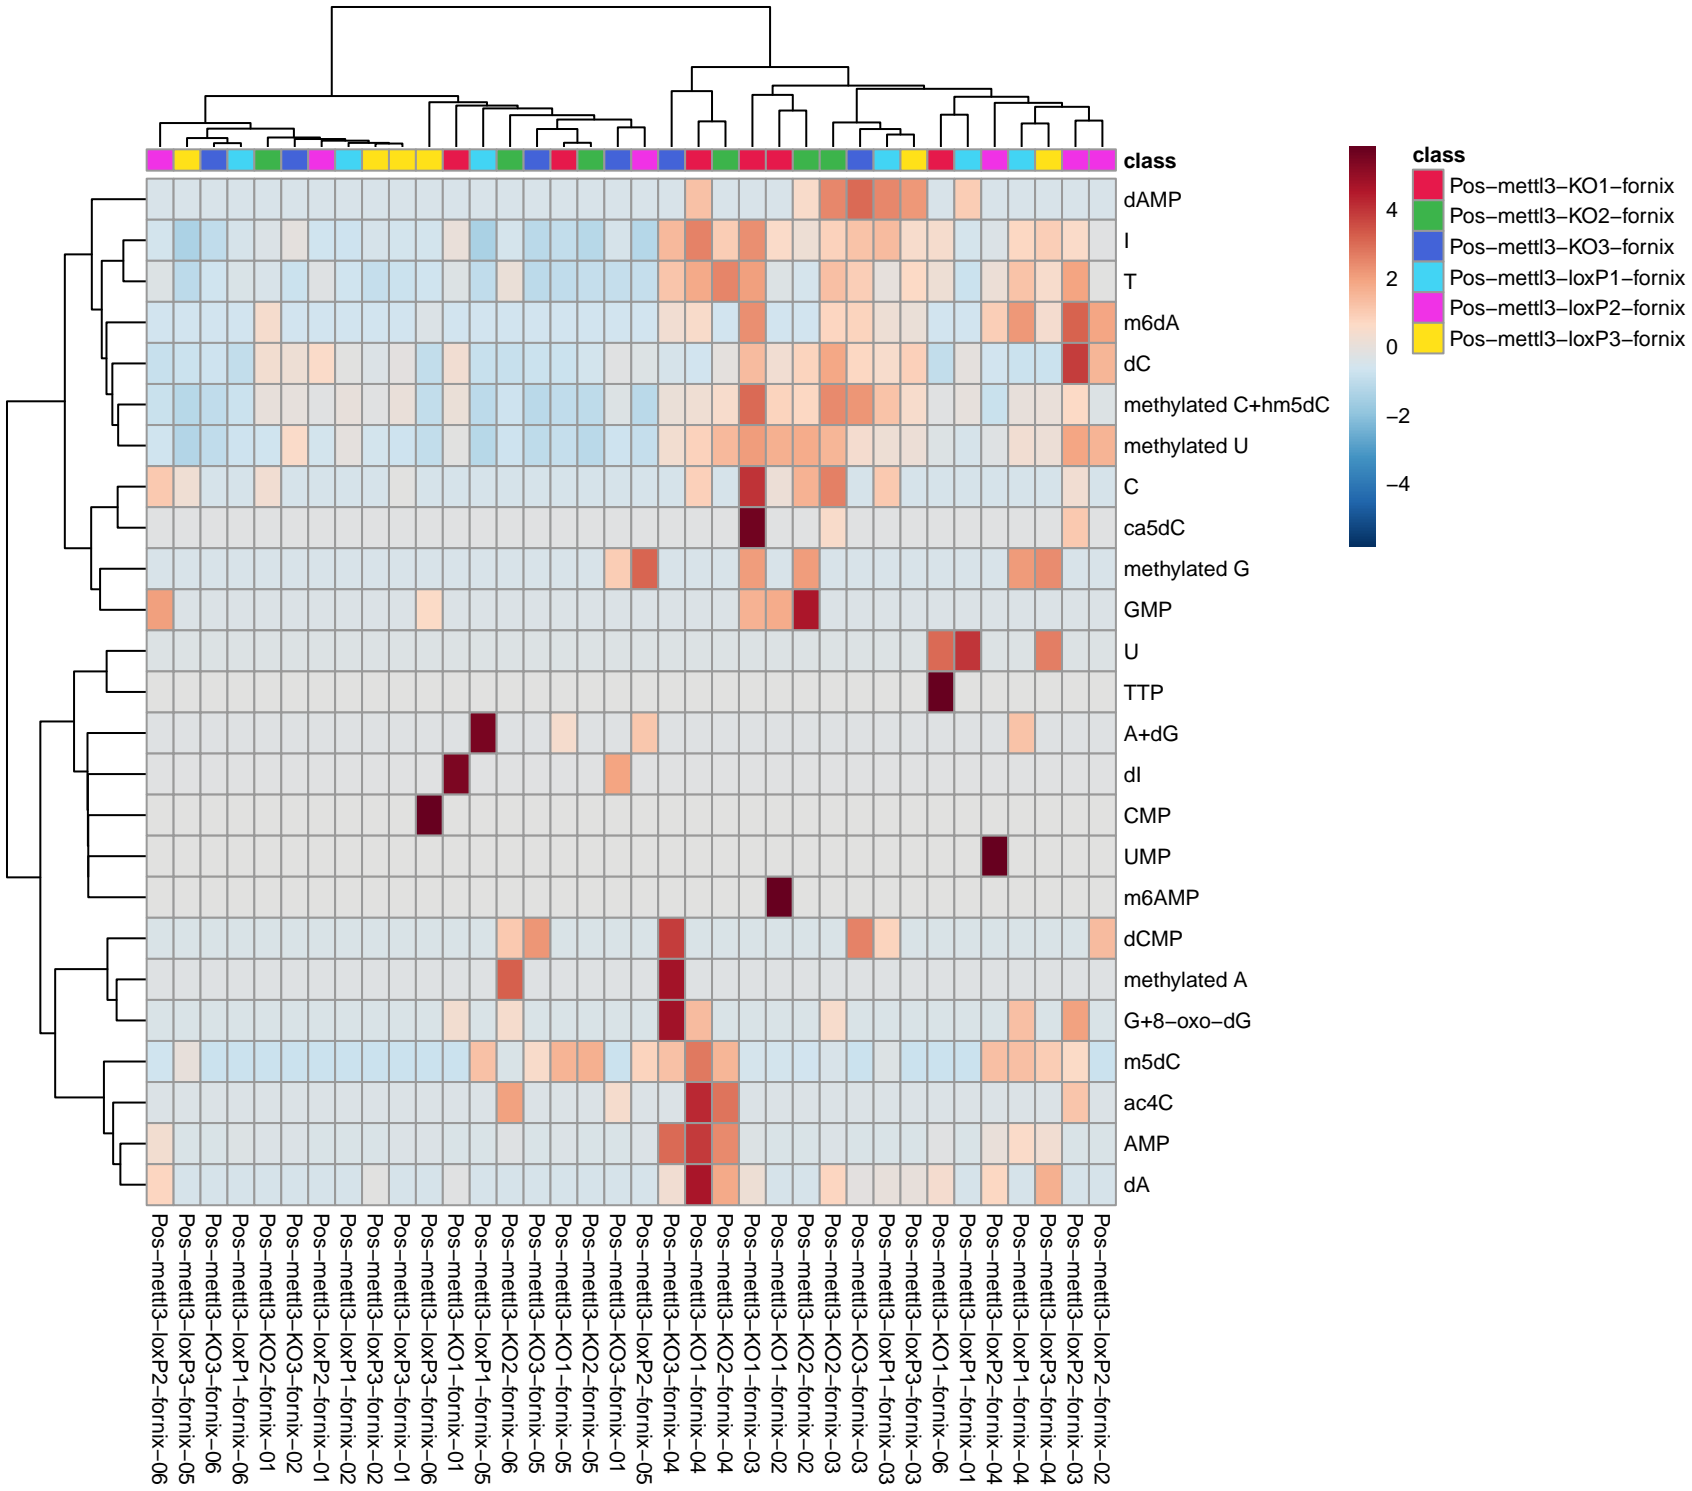 class
dAMP
I
T
m6dA
dC
methylated C+hm5dC
methylated U
C
ca5dC
methylated G
GMP
U
TTP
A+dG
dI
CMP
UMP
m6AMP
dCMP
methylated A
G+8−oxo−dG
m5dC
ac4C
AMP
dA
4
2
0
−2
−4
class
Pos−mettl3−KO1−fornix
Pos−mettl3−KO2−fornix
Pos−mettl3−KO3−fornix
Pos−mettl3−loxP1−fornix
Pos−mettl3−loxP2−fornix
Pos−mettl3−loxP3−fornix
Pos−mettl3−loxP2−fornix−06
Pos−mettl3−loxP3−fornix−05
Pos−mettl3−KO3−fornix−06
Pos−mettl3−loxP1−fornix−06
Pos−mettl3−KO2−fornix−01
Pos−mettl3−KO3−fornix−02
Pos−mettl3−loxP2−fornix−01
Pos−mettl3−loxP1−fornix−02
Pos−mettl3−loxP3−fornix−02
Pos−mettl3−loxP3−fornix−01
Pos−mettl3−loxP3−fornix−06
Pos−mettl3−KO1−fornix−01
Pos−mettl3−loxP1−fornix−05
Pos−mettl3−KO2−fornix−06
Pos−mettl3−KO3−fornix−05
Pos−mettl3−KO1−fornix−05
Pos−mettl3−KO2−fornix−05
Pos−mettl3−KO3−fornix−01
Pos−mettl3−loxP2−fornix−05
Pos−mettl3−KO3−fornix−04
Pos−mettl3−KO1−fornix−04
Pos−mettl3−KO2−fornix−04
Pos−mettl3−KO1−fornix−03
Pos−mettl3−KO1−fornix−02
Pos−mettl3−KO2−fornix−02
Pos−mettl3−KO2−fornix−03
Pos−mettl3−KO3−fornix−03
Pos−mettl3−loxP1−fornix−03
Pos−mettl3−loxP3−fornix−03
Pos−mettl3−KO1−fornix−06
Pos−mettl3−loxP1−fornix−01
Pos−mettl3−loxP2−fornix−04
Pos−mettl3−loxP1−fornix−04
Pos−mettl3−loxP3−fornix−04
Pos−mettl3−loxP2−fornix−03
Pos−mettl3−loxP2−fornix−02